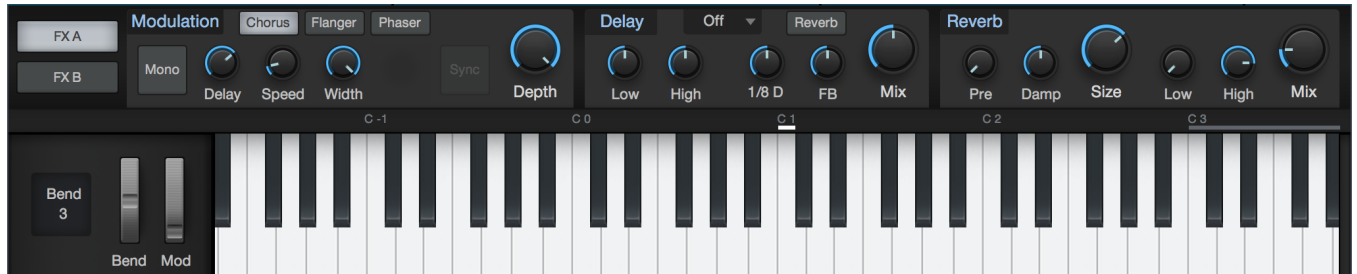 FX A
FX B
Modulation Chorus Flanger Phaser
Mono
Sync
Delay Speed Width Depth
Delay Off Reverb
Low High 1/8 D FB Mix
Reverb
Pre Damp Size Low High Mix
C -1 C 0 C 1 C 2 C 3
Bend
3
Bend Mod